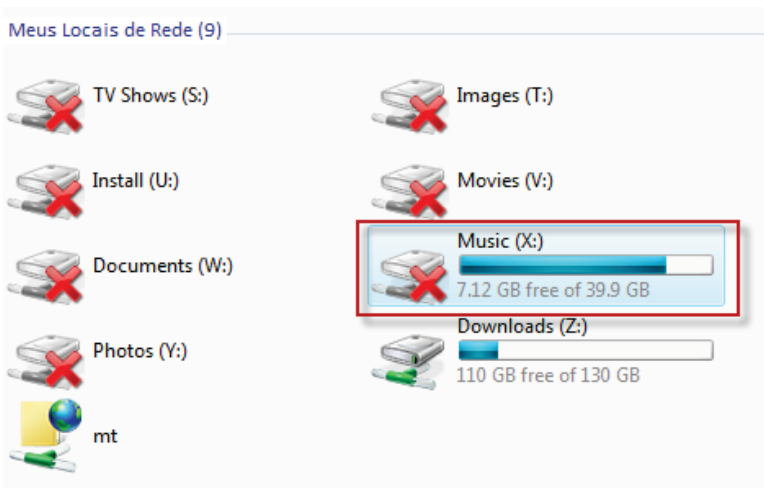 Meus Locais de Rede (9)
TV Shows (S:)
Images (T:)
Install (U:)
Movies (V:)
Documents (W:)
Music (X:)
7.12 GB free of 39.9 GB
Photos (Y:)
Downloads (Z:)
110 GB free of 130 GB
mt